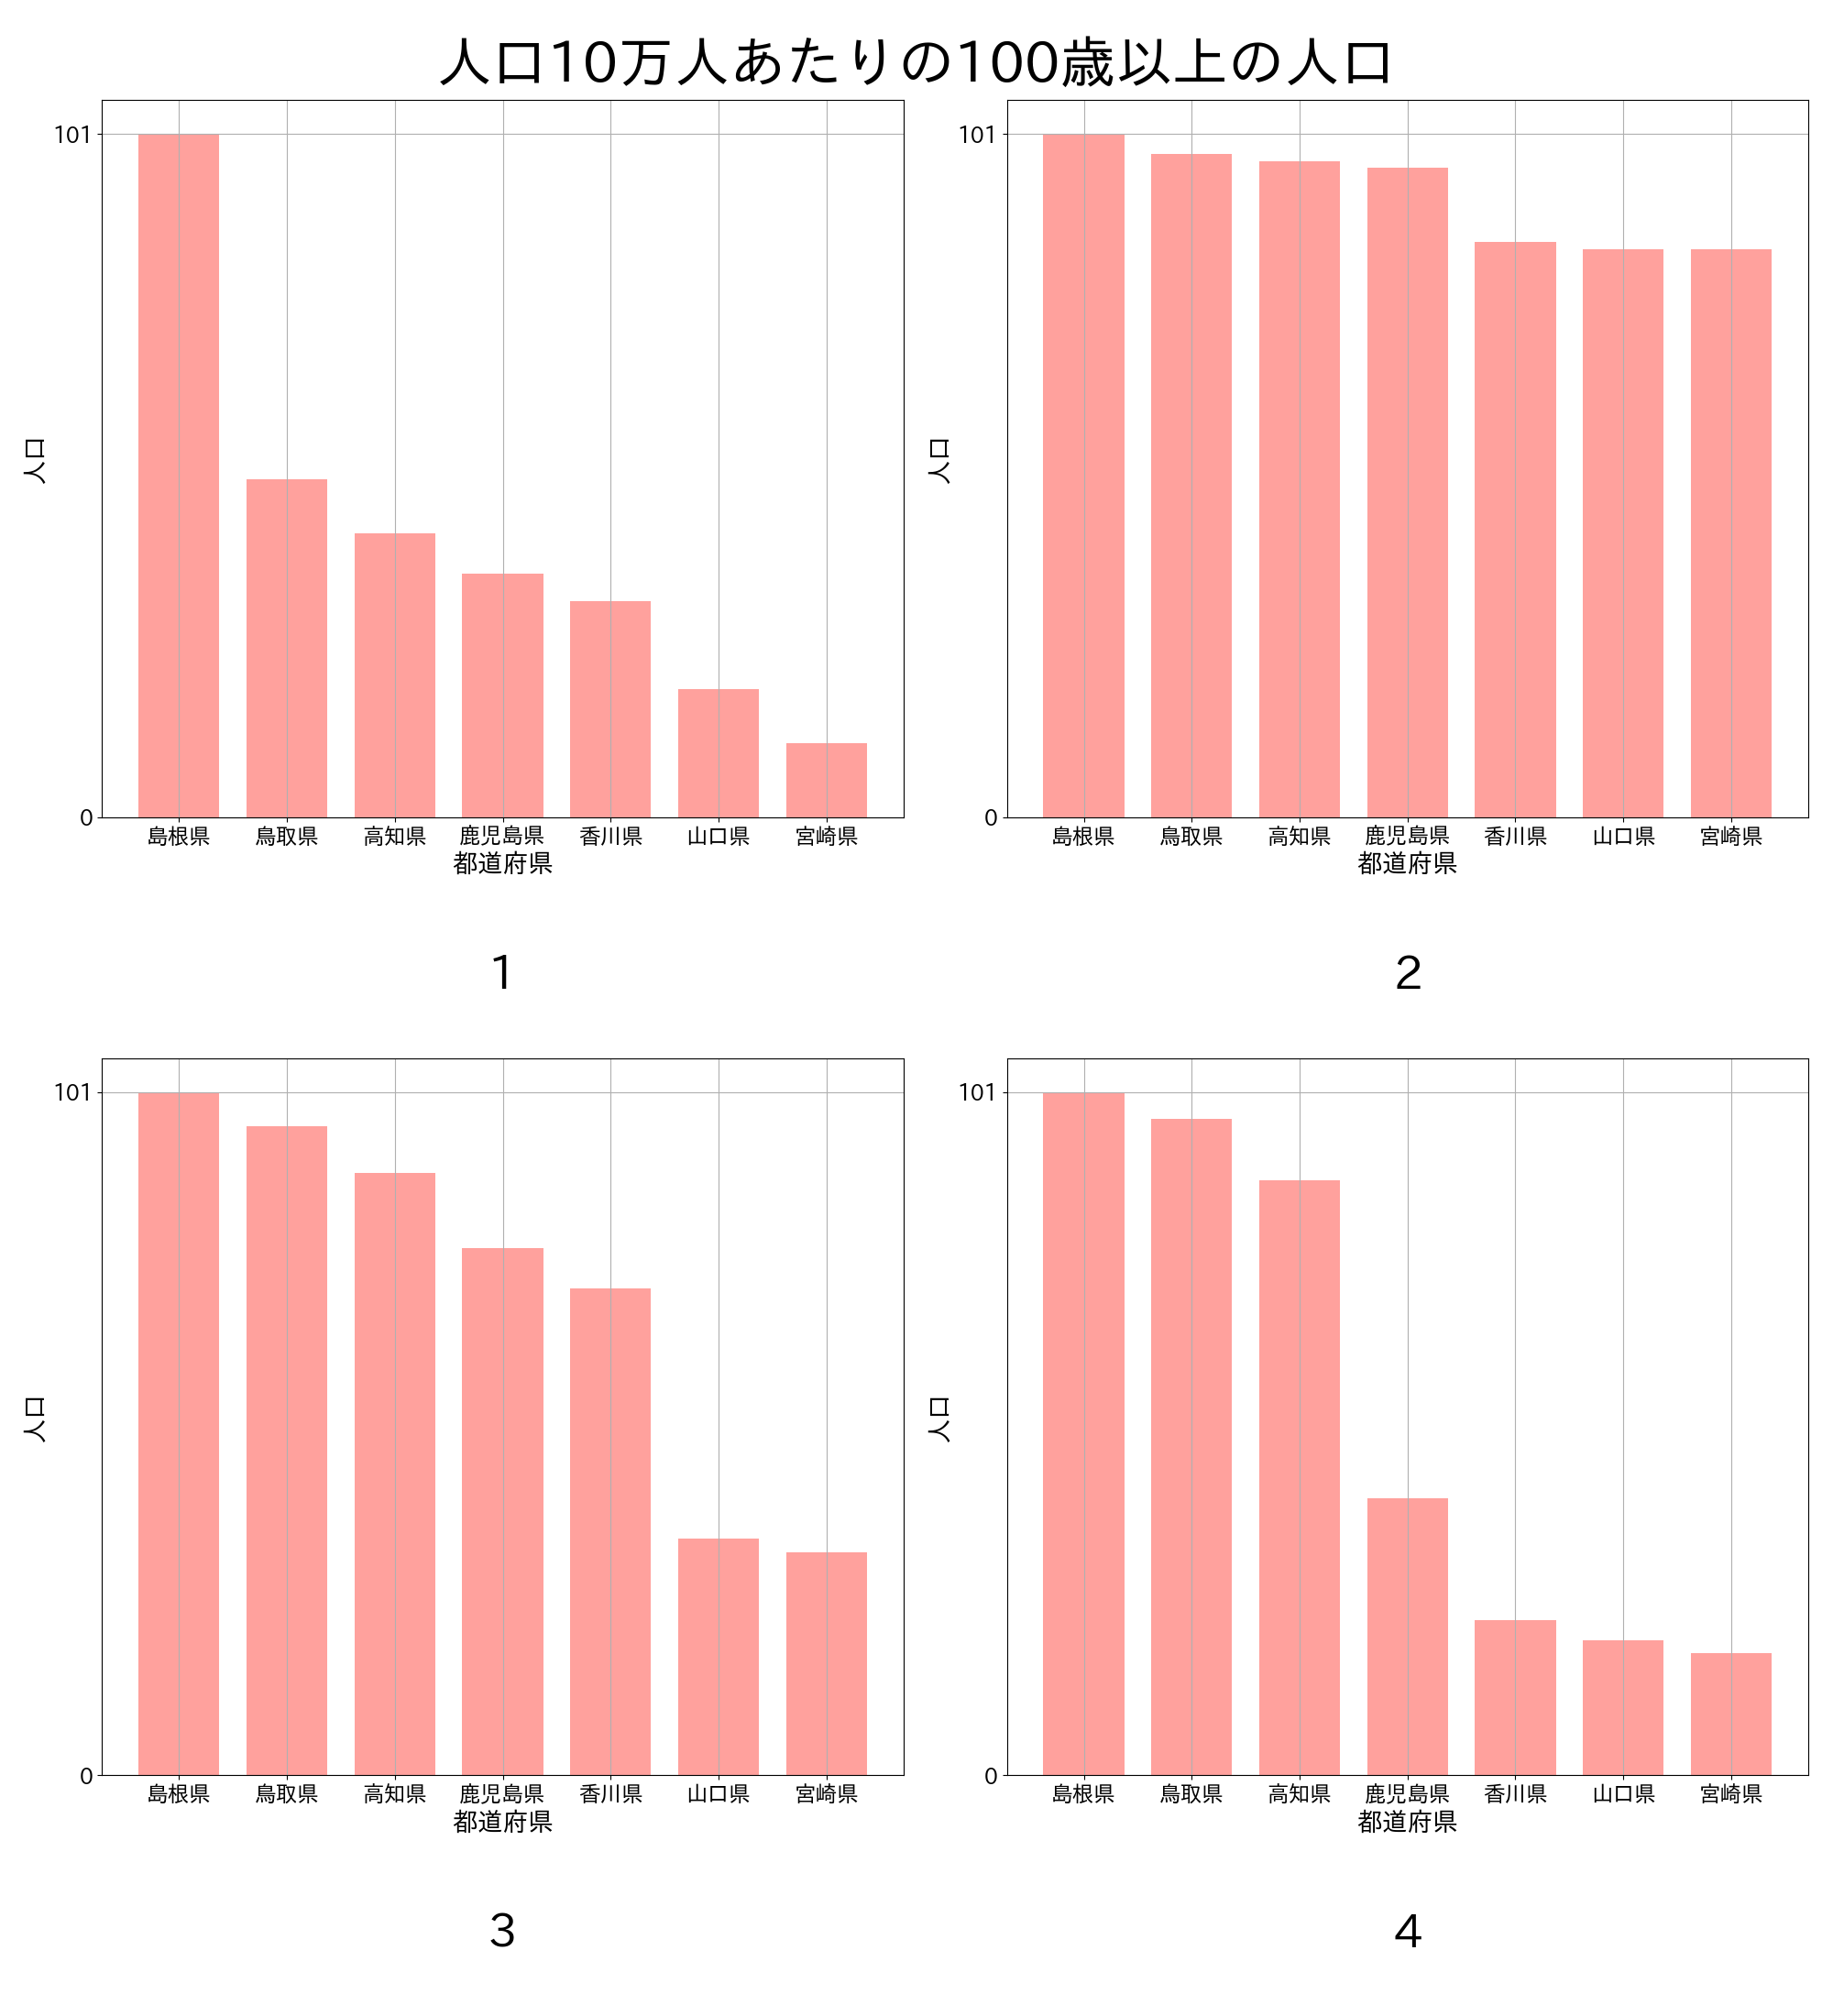 人口10万人あたりの100歳以上の人口
101
人口
0
島根県 鳥取県 高知県 鹿児島県 香川県 山口県 宮崎県
都道府県
1
101
人口
0
島根県 鳥取県 高知県 鹿児島県 香川県 山口県 宮崎県
都道府県
2
101
人口
0
島根県 鳥取県 高知県 鹿児島県 香川県 山口県 宮崎県
都道府県
3
101
人口
0
島根県 鳥取県 高知県 鹿児島県 香川県 山口県 宮崎県
都道府県
4